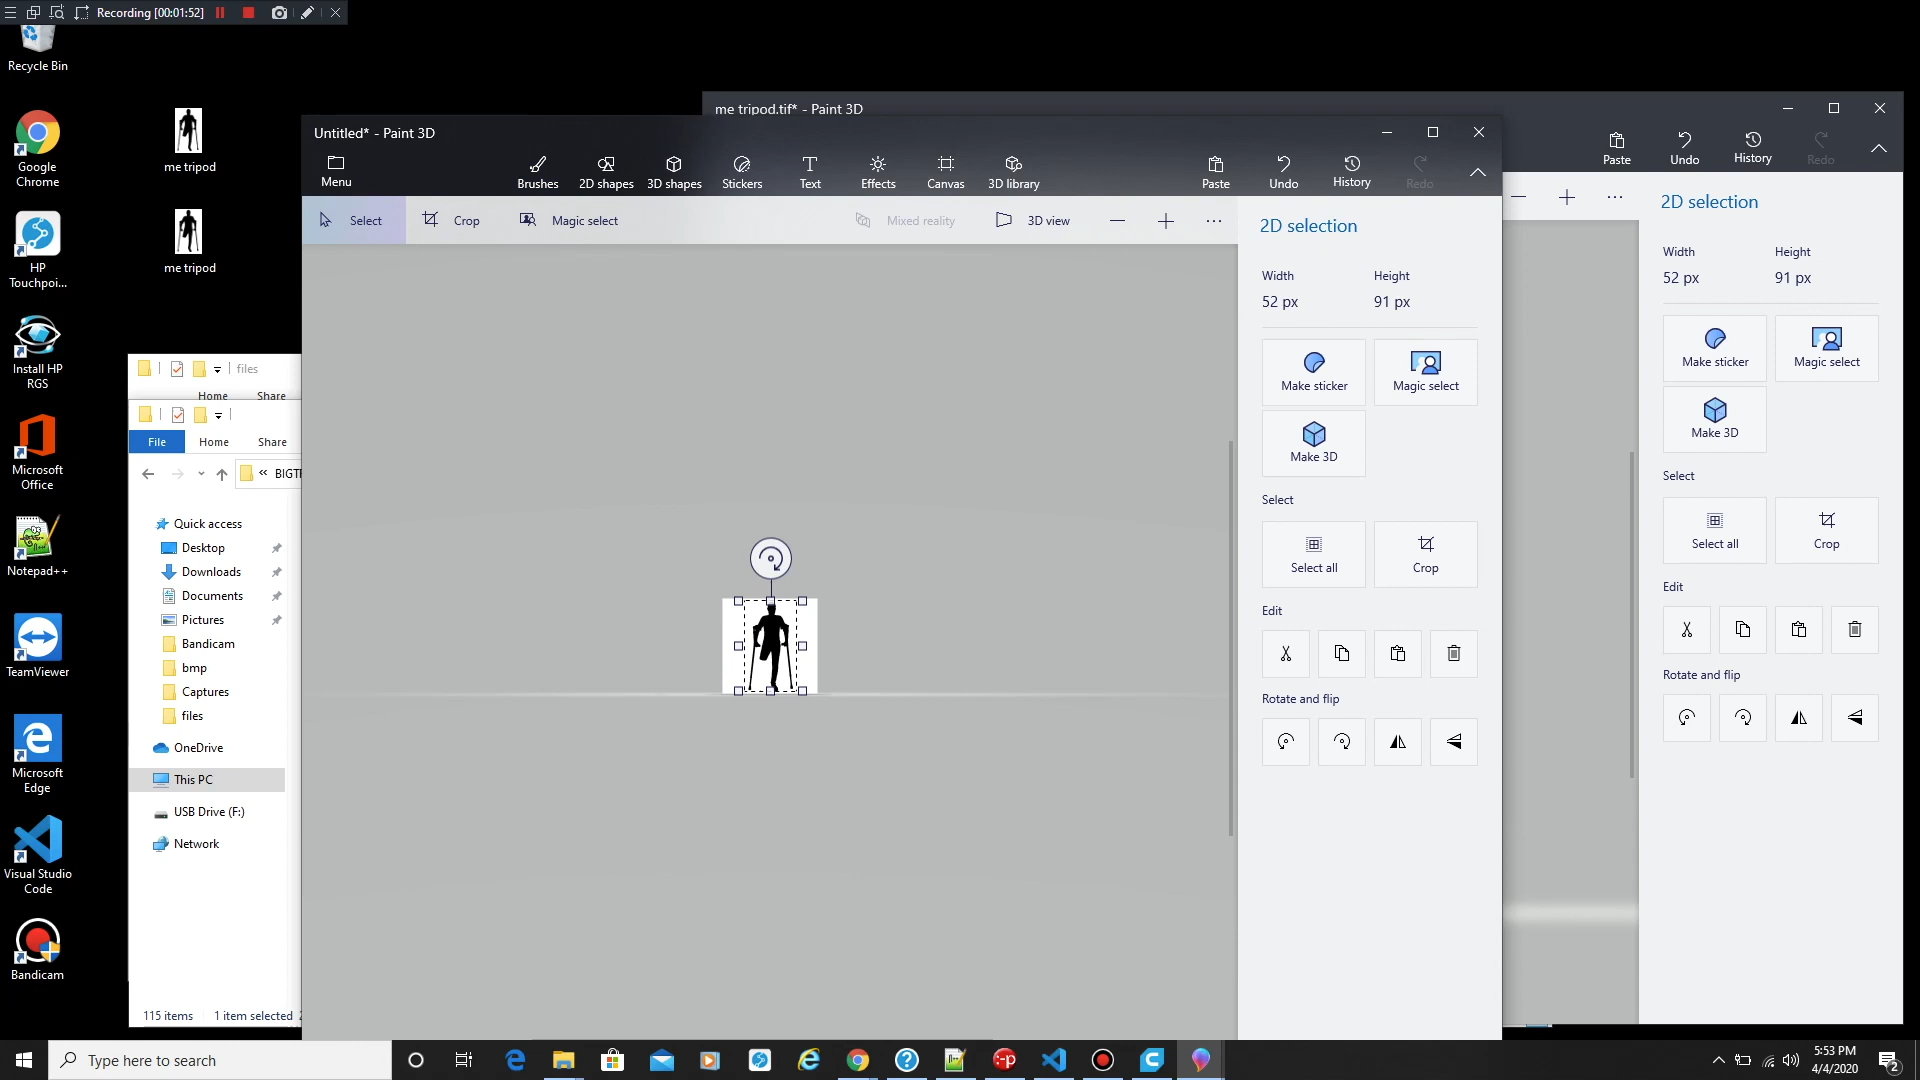 Recording [00:01:52]
Recycle Bin
Google Chrome
HP Touchpoi...
Install HP RGS
Microsoft Office
Notepad++
TeamViewer
Microsoft Edge
Visual Studio Code
Bandicam
me tripod
me tripod
files
Home Share
File Home Share
« BIGT
Quick access
Desktop
Downloads
Documents
Pictures
Bandicam
bmp
Captures
files
OneDrive
This PC
USB Drive (F:)
Network
115 items 1 item selected
me tripod.tif* - Paint 3D
Paste Undo History Redo
2D selection
Width Height
52 px 91 px
Make sticker Magic select
Make 3D
Select
Select all Crop
Edit
Rotate and flip
Untitled* - Paint 3D
Menu Brushes 2D shapes 3D shapes Stickers Text Effects Canvas 3D library Paste Undo History Redo
Select Crop Magic select Mixed reality 3D view
2D selection
Width Height
52 px 91 px
Make sticker Magic select
Make 3D
Select
Select all Crop
Edit
Rotate and flip
Type here to search
5:53 PM
4/4/2020
2